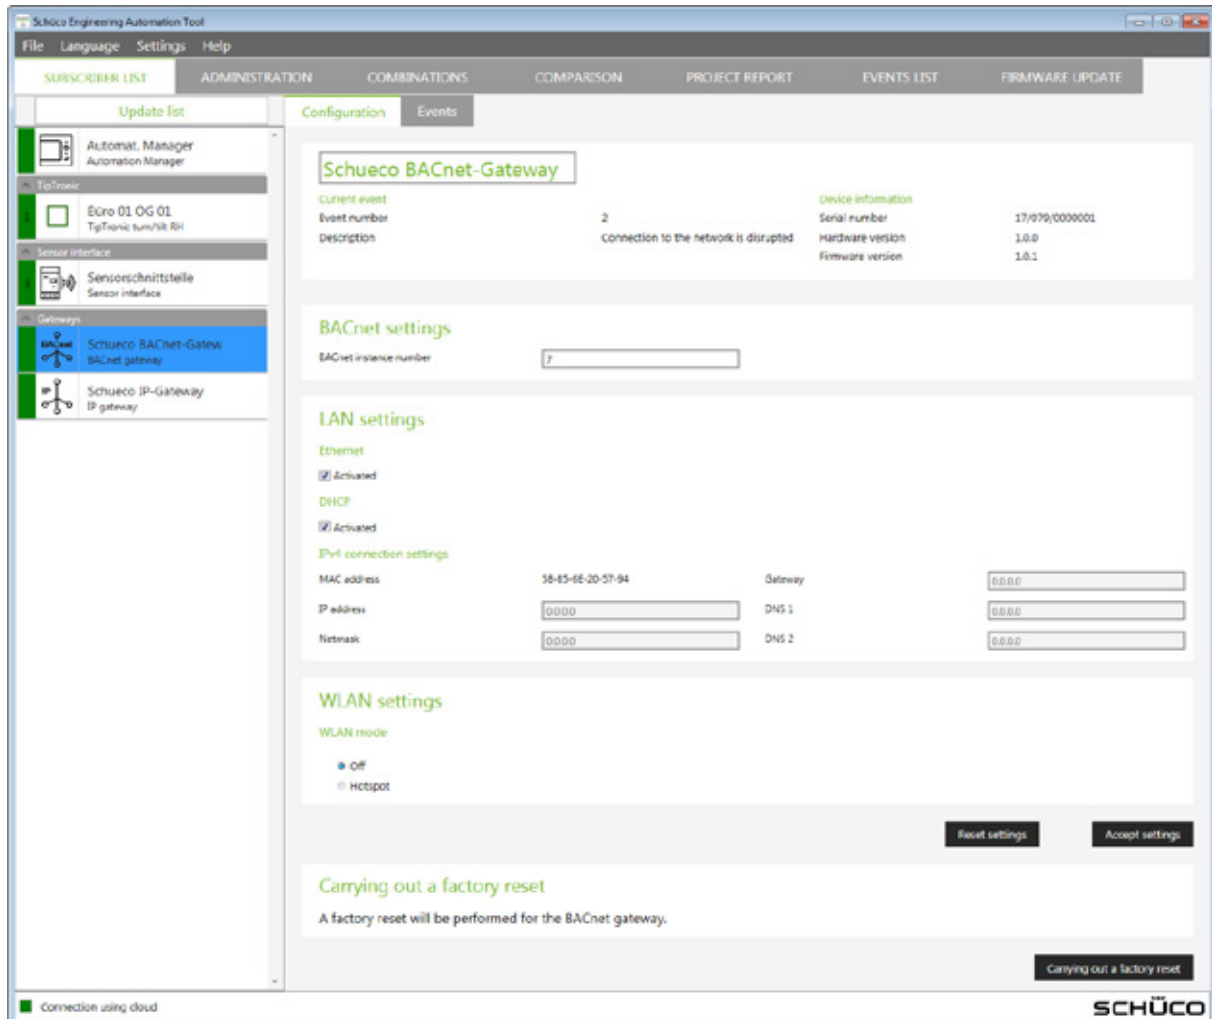 Schüco Engineering Automation Tool
File Language Settings Help
SUBSCRIBER LIST ADMINISTRATION COMBINATIONS COMPARISON PROJECT REPORT EVENTS LIST FIRMWARE UPDATE
Update list
Automat. Manager
Automation Manager
TipTronic
Büro 01 OG 01
TipTronic turn/tilt RH
Sensor interface
Sensorschnittstelle
Sensor interface
Gateways
BACnet
Schueco BACnet-Gatew
BACnet gateway
IP
Schueco IP-Gateway
IP gateway
Configuration Events
Schueco BACnet-Gateway
Current event Device information
Event number 2 Serial number 17/079/0000001
Description Connection to the network is disrupted Hardware version 1.0.0
Firmware version 1.0.1
BACnet settings
BACnet instance number 7
LAN settings
Ethernet
Activated
DHCP
Activated
IPv4 connection settings
MAC address 58-85-6E-20-57-94 Gateway 0.0.0.0
IP address 0.0.0.0 DNS 1 0.0.0.0
Netmask 0.0.0.0 DNS 2 0.0.0.0
WLAN settings
WLAN mode
Off
Hotspot
Reset settings Accept settings
Carrying out a factory reset
A factory reset will be performed for the BACnet gateway.
Carrying out a factory reset
Connection using cloud
SCHÜCO